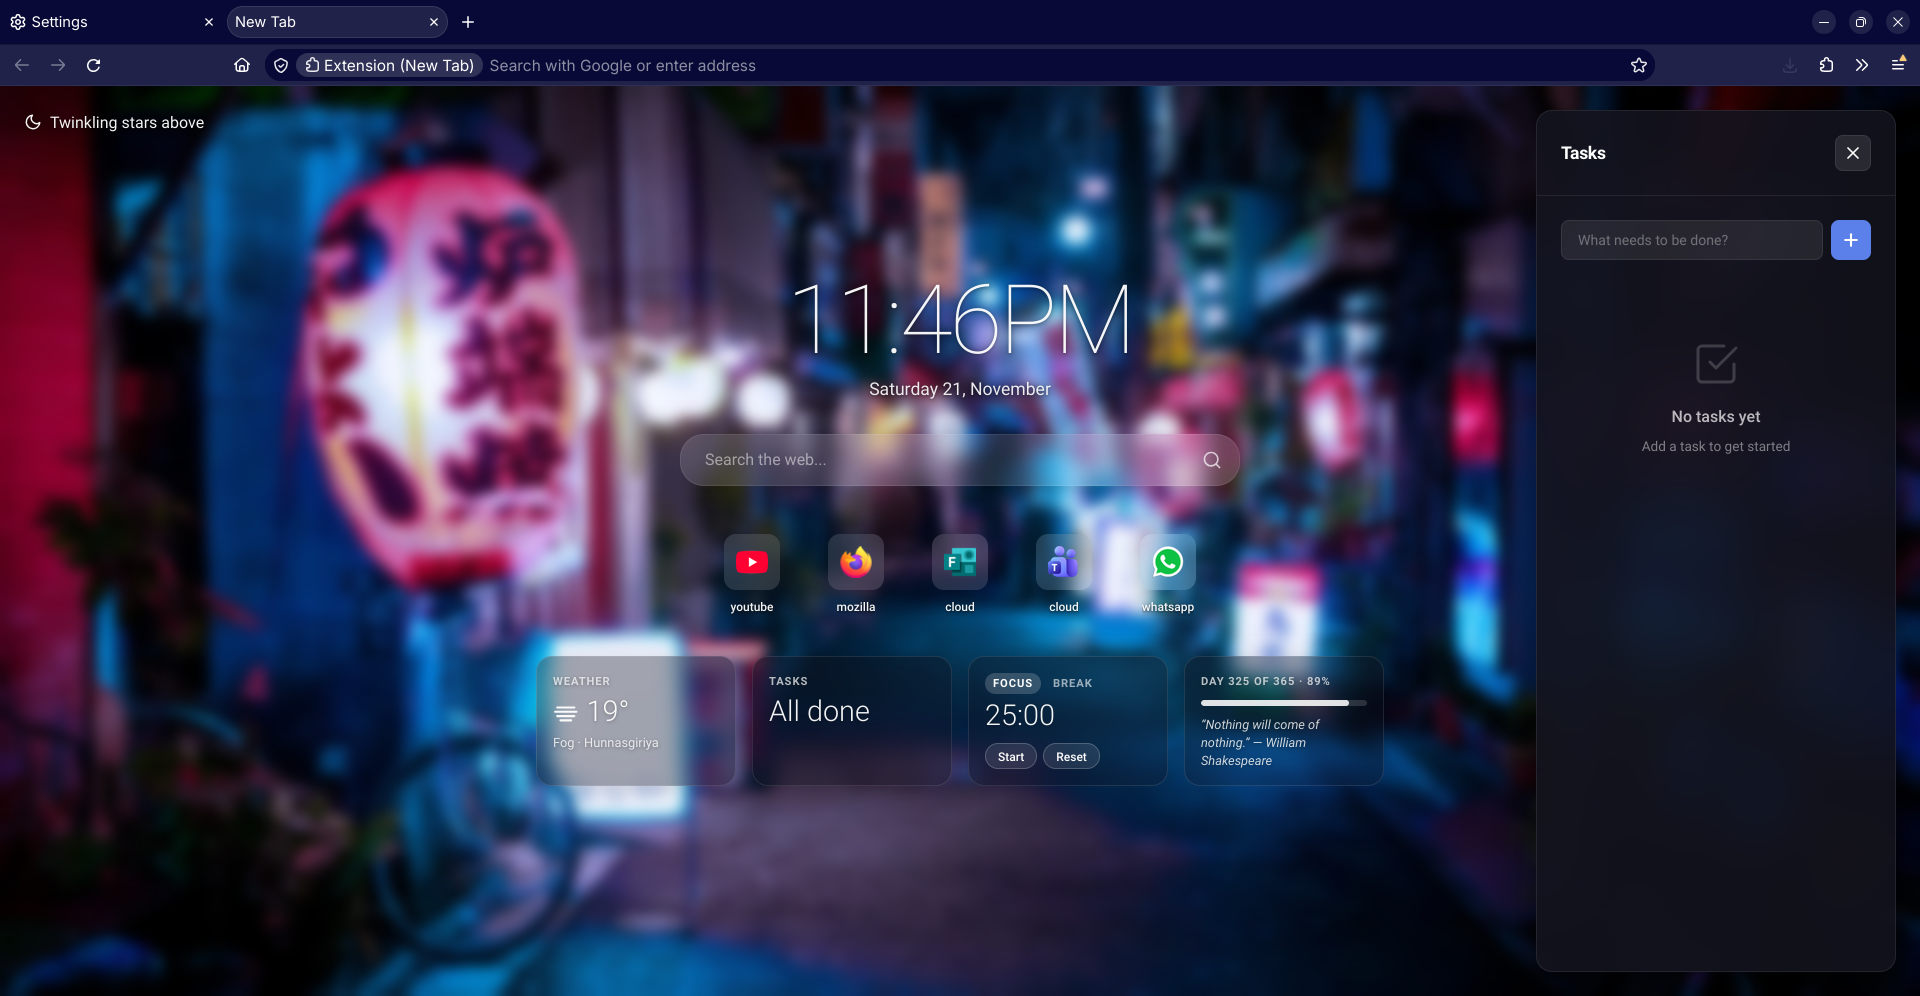 Settings
New Tab
Extension (New Tab)
Search with Google or enter address
Twinkling stars above
11:46PM
Saturday 21, November
Search the web...
youtube
mozilla
cloud
cloud
whatsapp
WEATHER
19°
Fog · Hunnasgiriya
TASKS
All done
FOCUS
BREAK
25:00
Start
Reset
DAY 325 OF 365 · 89%
"Nothing will come of
nothing." — William
Shakespeare
Tasks
What needs to be done?
No tasks yet
Add a task to get started